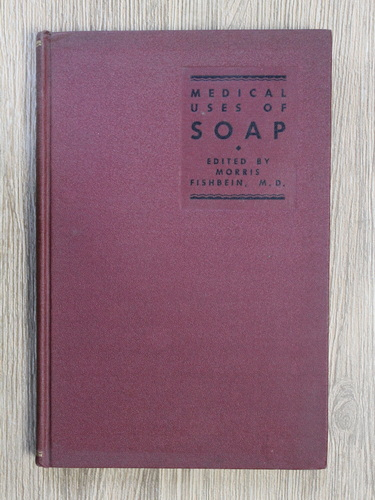 MEDICAL
USES OF
SOAP
EDITED BY
MORRIS
FISHBEIN, M.D.